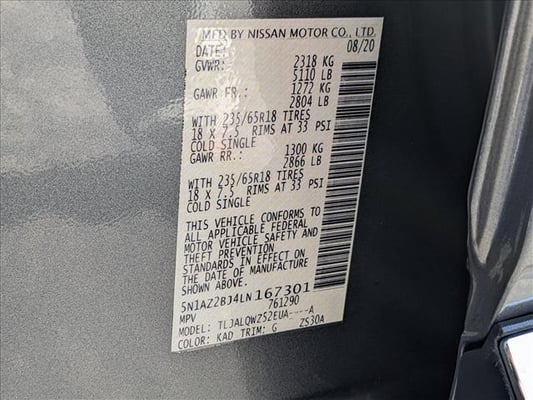 MFD BY NISSAN MOTOR CO., LTD.
DATE: 08/20
GVWR: 2318 KG
5110 LB
GAWR FR.: 1272 KG
2804 LB
WITH 235/65R18 TIRES
18 X 7.5 RIMS AT 33 PSI
COLD SINGLE
GAWR RR.: 1300 KG
2866 LB
WITH 235/65R18 TIRES
18 X 7.5 RIMS AT 33 PSI
COLD SINGLE
THIS VEHICLE CONFORMS TO
ALL APPLICABLE FEDERAL
MOTOR VEHICLE SAFETY AND
THEFT PREVENTION
STANDARDS IN EFFECT ON
THE DATE OF MANUFACTURE
5N1AZ2BJ4LN167301
MPV 761290
MODEL: TLJALQWZ52EUA----A
COLOR: KAD TRIM: G ZS30A